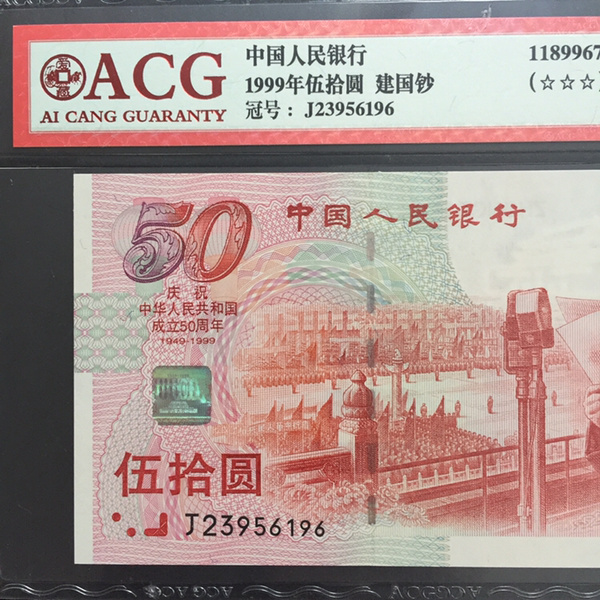 ACG
AI CANG GUARANTY
中国人民银行
1999年伍拾圆 建国钞
冠号：J23956196
1189967
(☆☆☆)
50
中国人民银行
庆祝
中华人民共和国
成立50周年
1949-1999
伍拾圆
J23956196